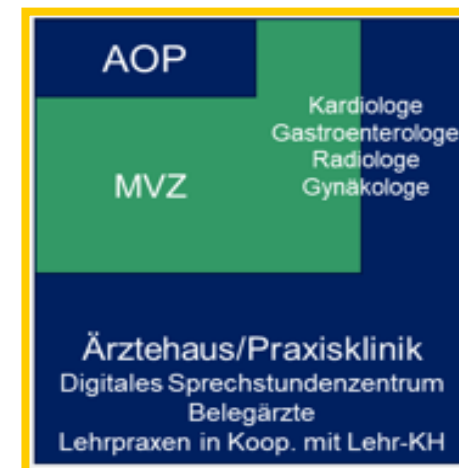 AOP
Kardiologe
Gastroenterologe
Radiologe
Gynäkologe
MVZ
Ärztehaus/Praxisklinik
Digitales Sprechstundenzentrum
Belegärzte
Lehrpraxen in Koop. mit Lehr-KH